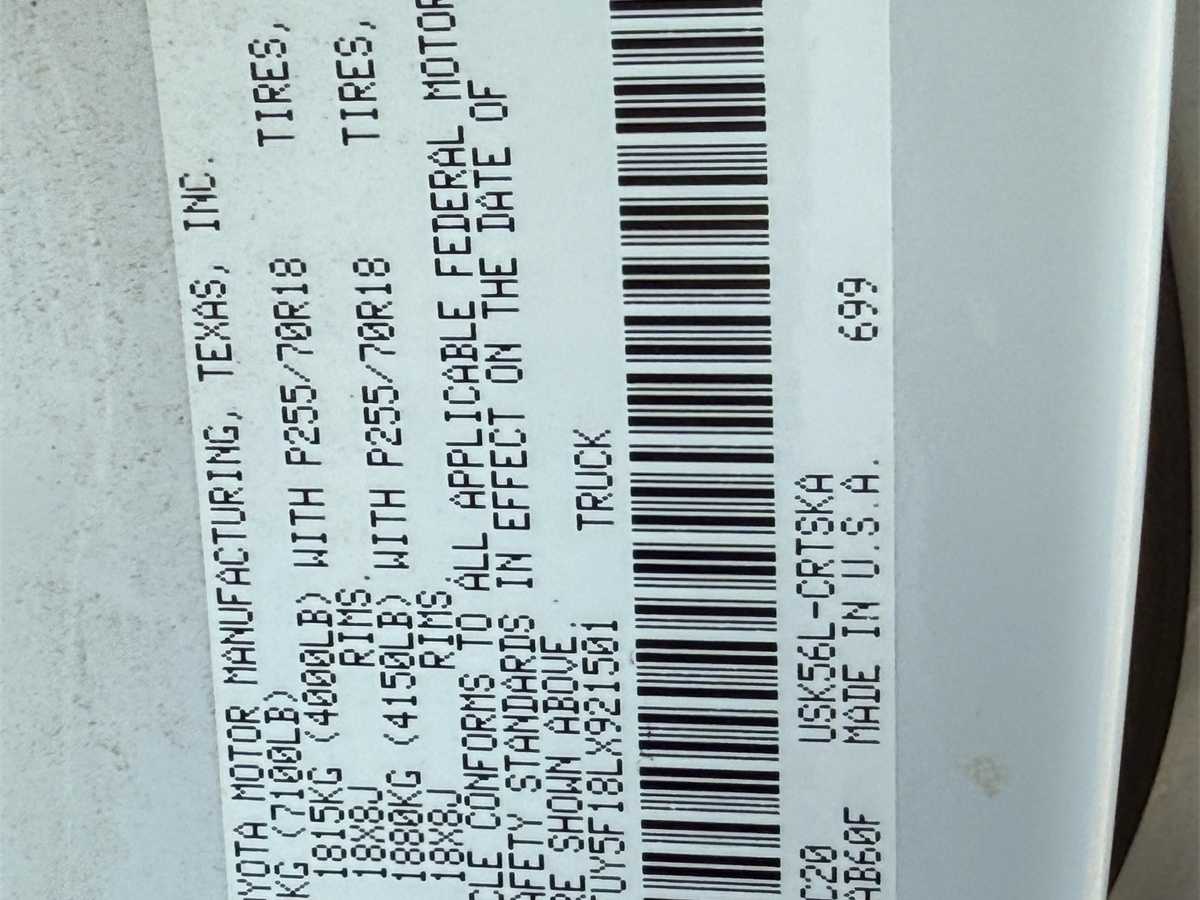 OYOTA MOTOR MANUFACTURING, TEXAS, INC.
KG (7100LB)
1815KG (4000LB) WITH P255/70R18 TIRES,
18X8J RIMS,
1880KG (4150LB) WITH P255/70R18 TIRES,
18X8J RIMS.
CLE CONFORMS TO ALL APPLICABLE FEDERAL MOTOR
AFETY STANDARDS IN EFFECT ON THE DATE OF
RE SHOWN ABOVE.
UY5F18LX921501 TRUCK
C20 USK56L-CRTSKA
AB60F MADE IN U.S.A. 699